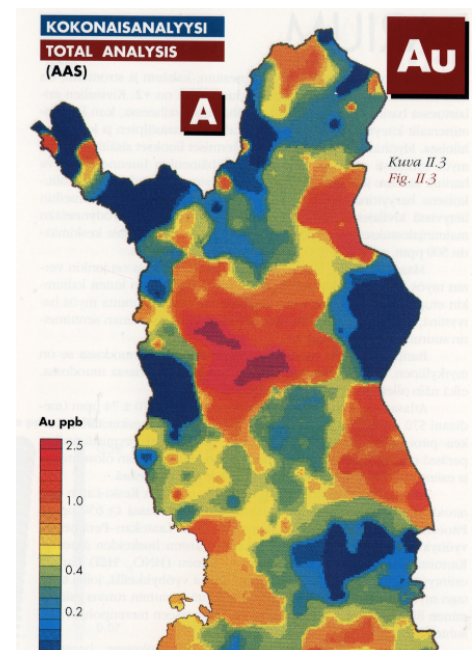 KOKONAISANALYYSI
TOTAL ANALYSIS
(AAS)
A
Au
Kuva II.3
Fig. II.3
Au ppb
2.5
1.0
0.4
0.2